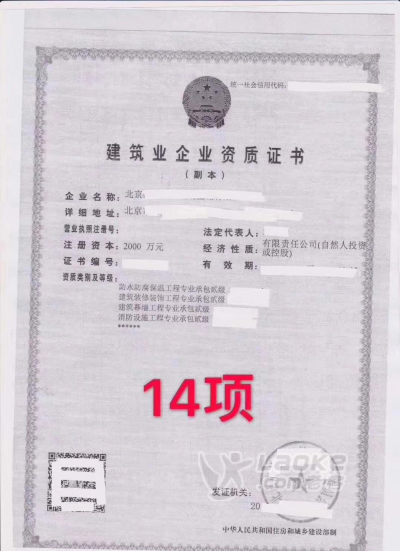 统一社会信用代码:
建筑业企业资质证书
(副本)
企业名称:北京
详细地址:北京
营业执照注册号: 法定代表人:
注册资本:2000 万元 经济性质:有限责任公司(自然人投资或控股)
证书编号: 有效期:
资质类别及等级:
防水防腐保温工程专业承包贰级
建筑装修装饰工程专业承包贰级
建筑幕墙工程专业承包贰级
消防设施工程专业承包贰级
******
14项
Laoke
.com
发证机关:
20
中华人民共和国住房和城乡建设部制